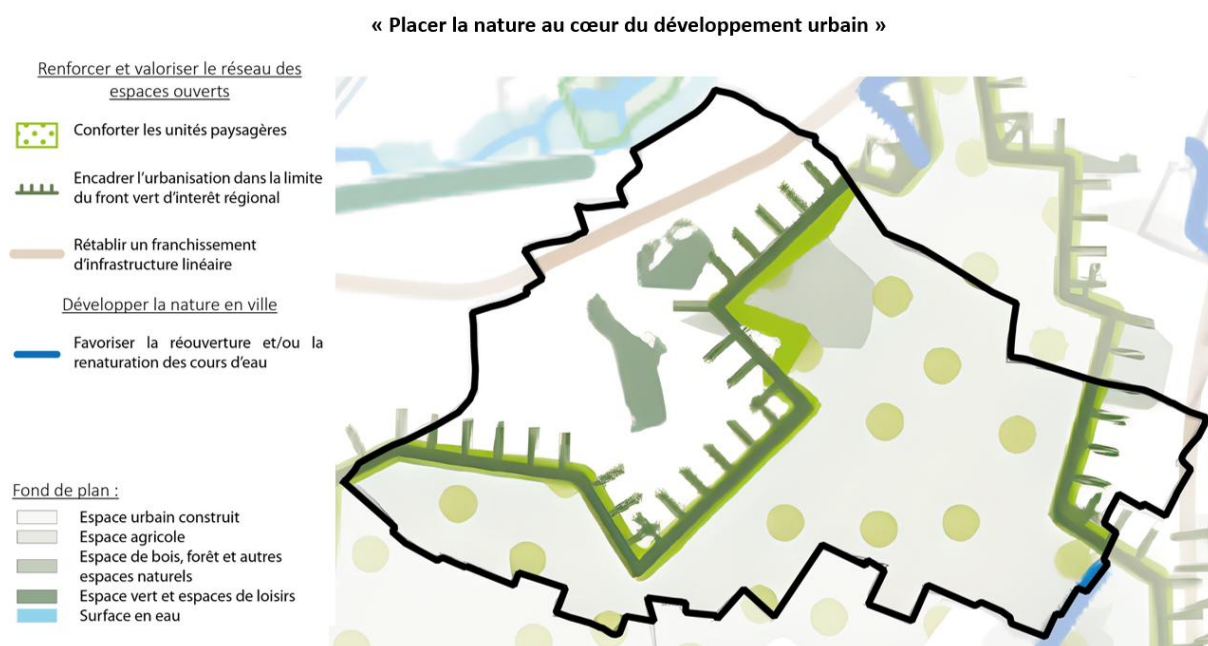 « Placer la nature au cœur du développement urbain »
Renforcer et valoriser le réseau des
espaces ouverts
Conforter les unités paysagères
Encadrer l'urbanisation dans la limite
du front vert d'interêt régional
Rétablir un franchissement
d'infrastructure linéaire
Développer la nature en ville
Favoriser la réouverture et/ou la
renaturation des cours d'eau
Fond de plan :
Espace urbain construit
Espace agricole
Espace de bois, forêt et autres
espaces naturels
Espace vert et espaces de loisirs
Surface en eau